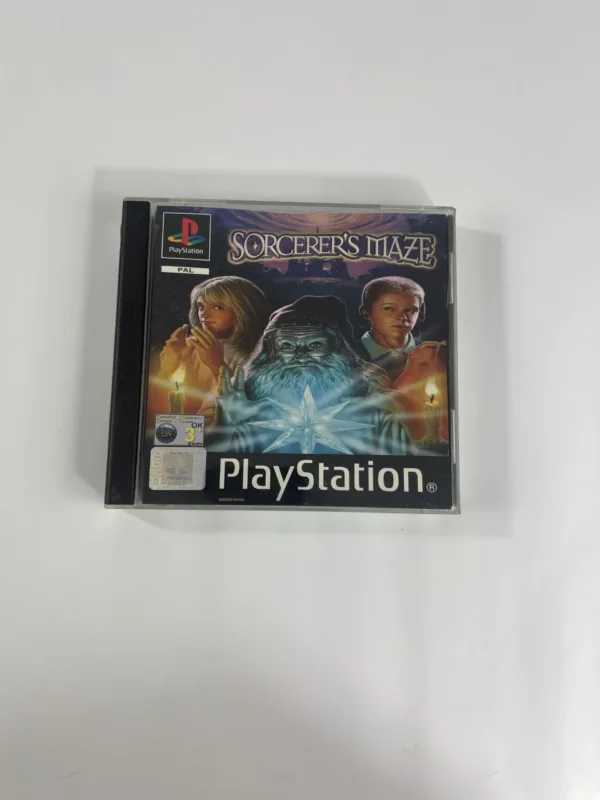 PlayStation
PAL
SORCERER'S MAZE
OK
3+
PlayStation®